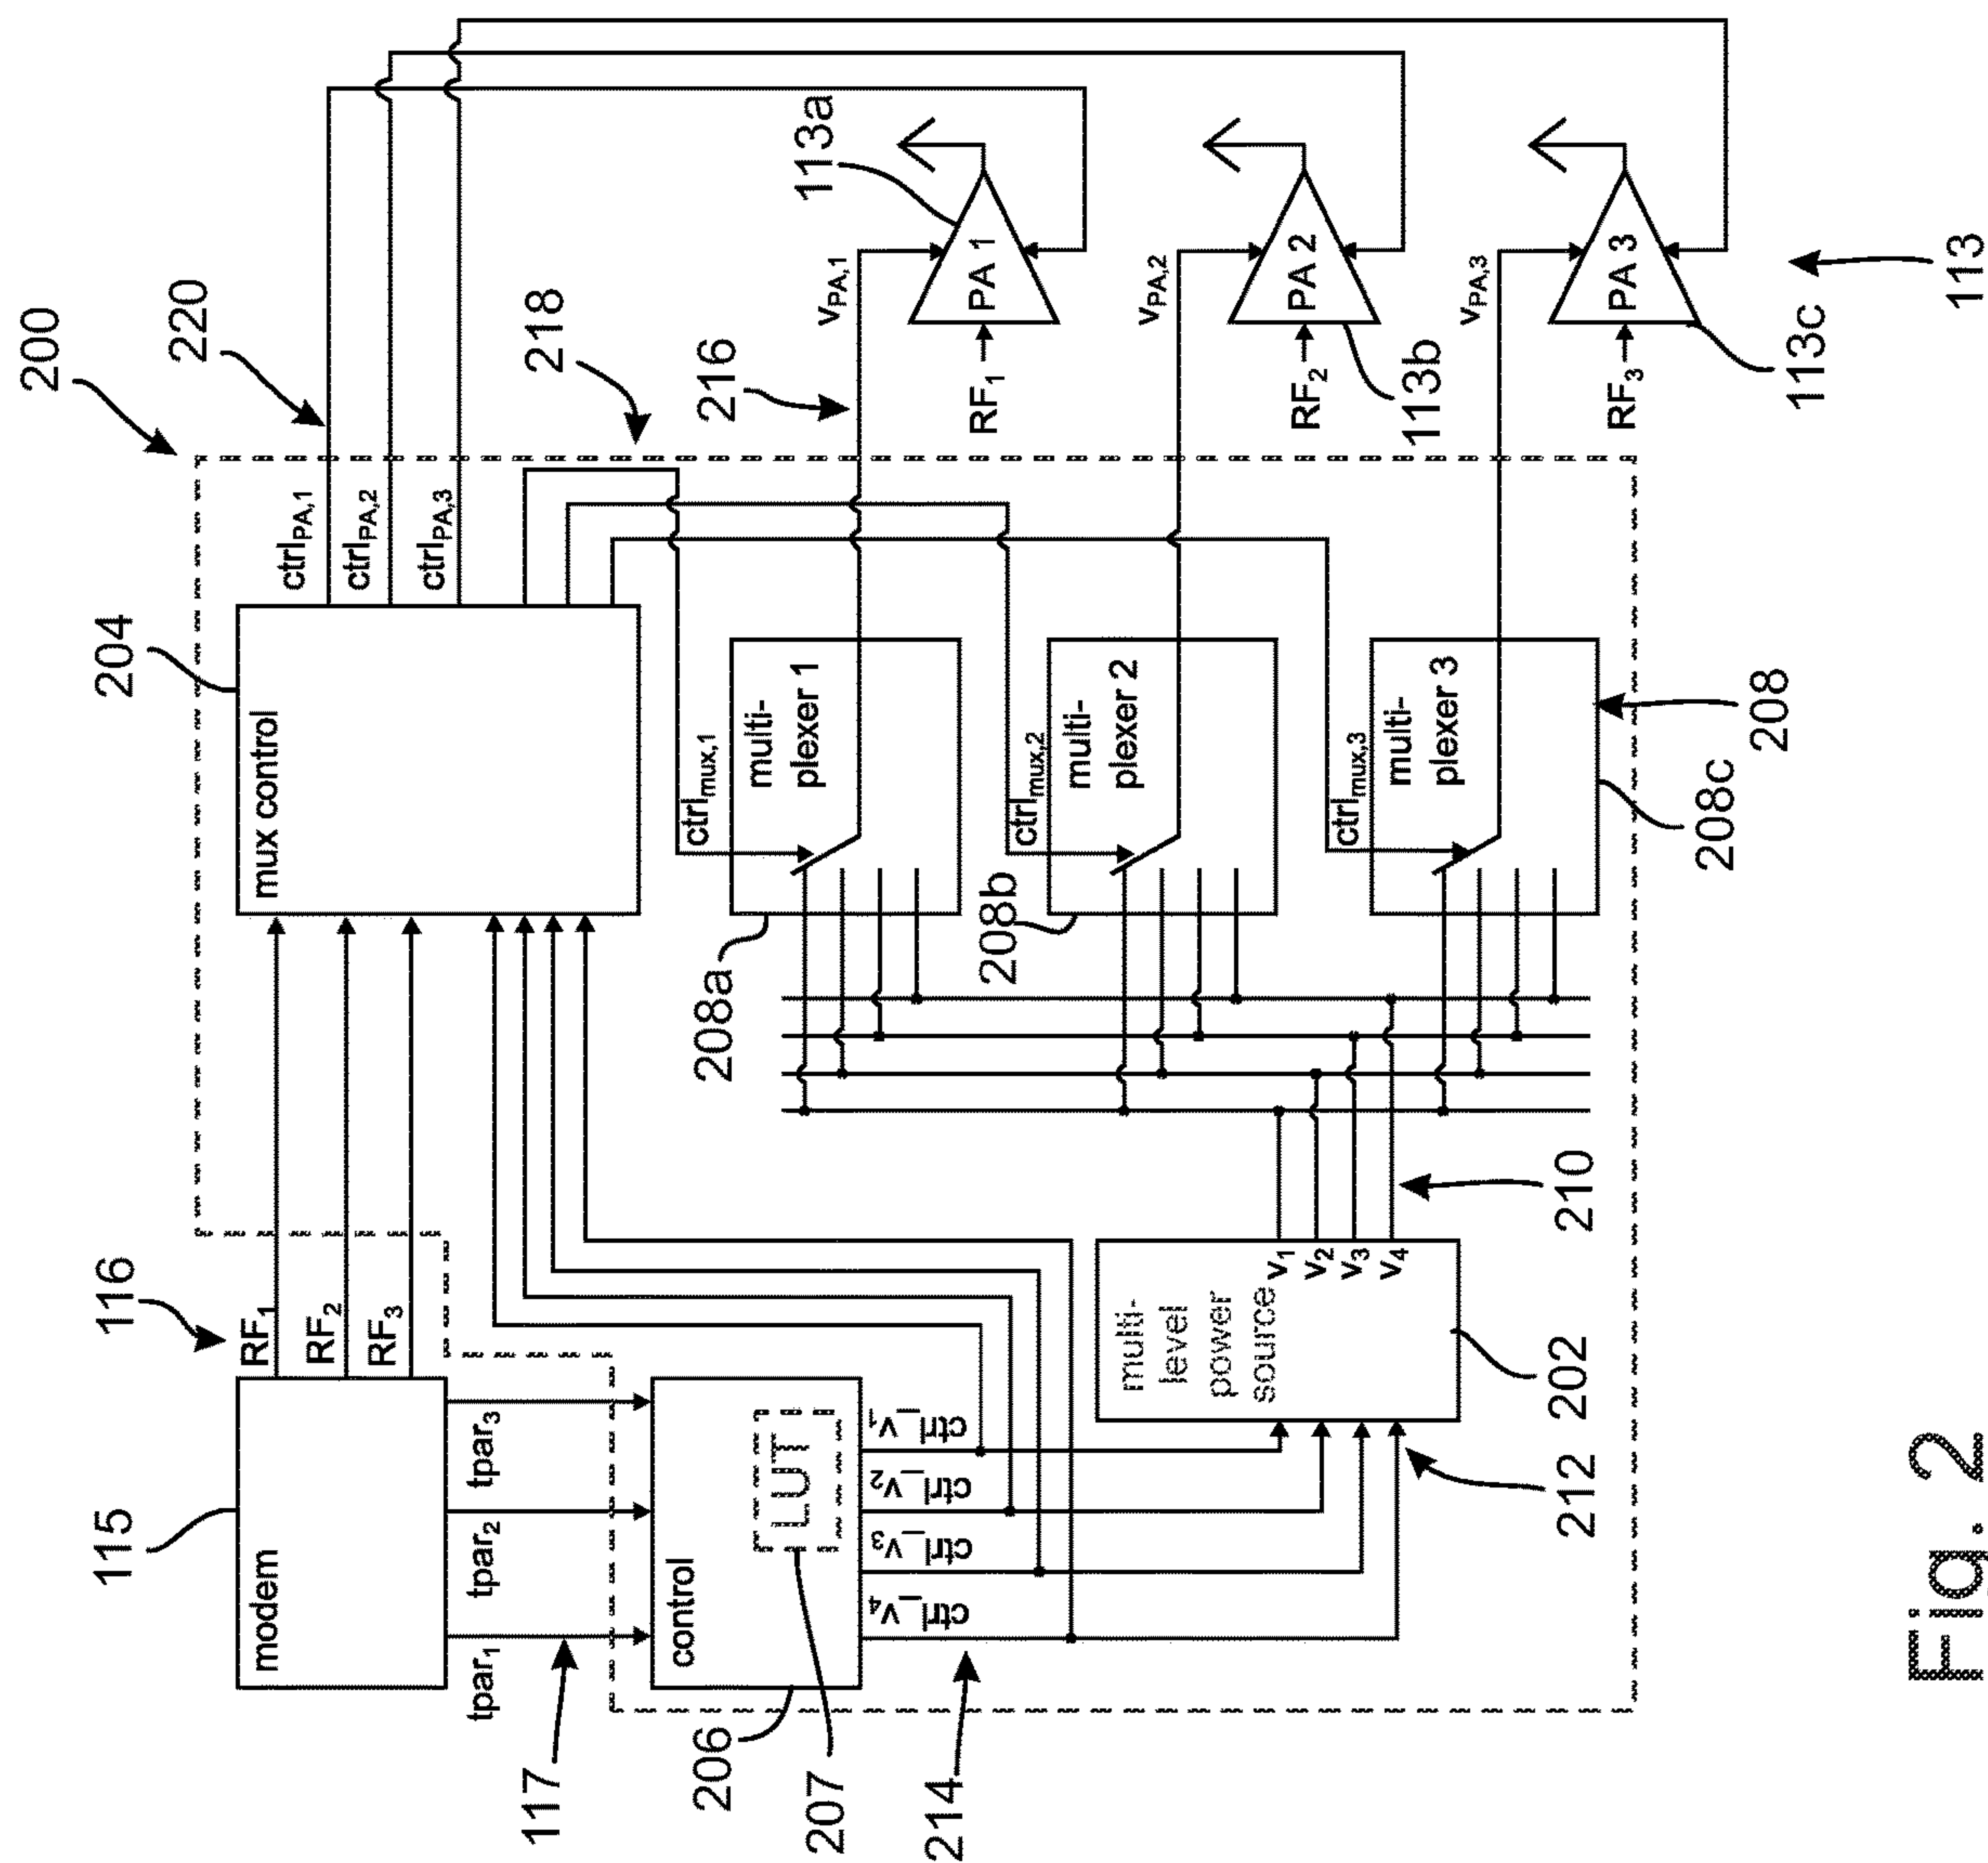 200
220
204
mux control
ctrlPA,1
ctrlPA,2
ctrlPA,3
218
116
RF1
RF2
RF3
115
modem
tpar1
tpar2
tpar3
117
206
control
LUT
207
ctrl_V1
ctrl_V2
ctrl_V3
ctrl_V4
214
212
202
multi-
level
power
source
V1
V2
V3
V4
210
208a
ctrlmux,1
multi-
plexer 1
208b
ctrlmux,2
multi-
plexer 2
208c
ctrlmux,3
multi-
plexer 3
208
216
VPA,1
RF1
PA 1
113a
VPA,2
RF2
PA 2
113b
VPA,3
RF3
PA 3
113c
113
Fig. 2